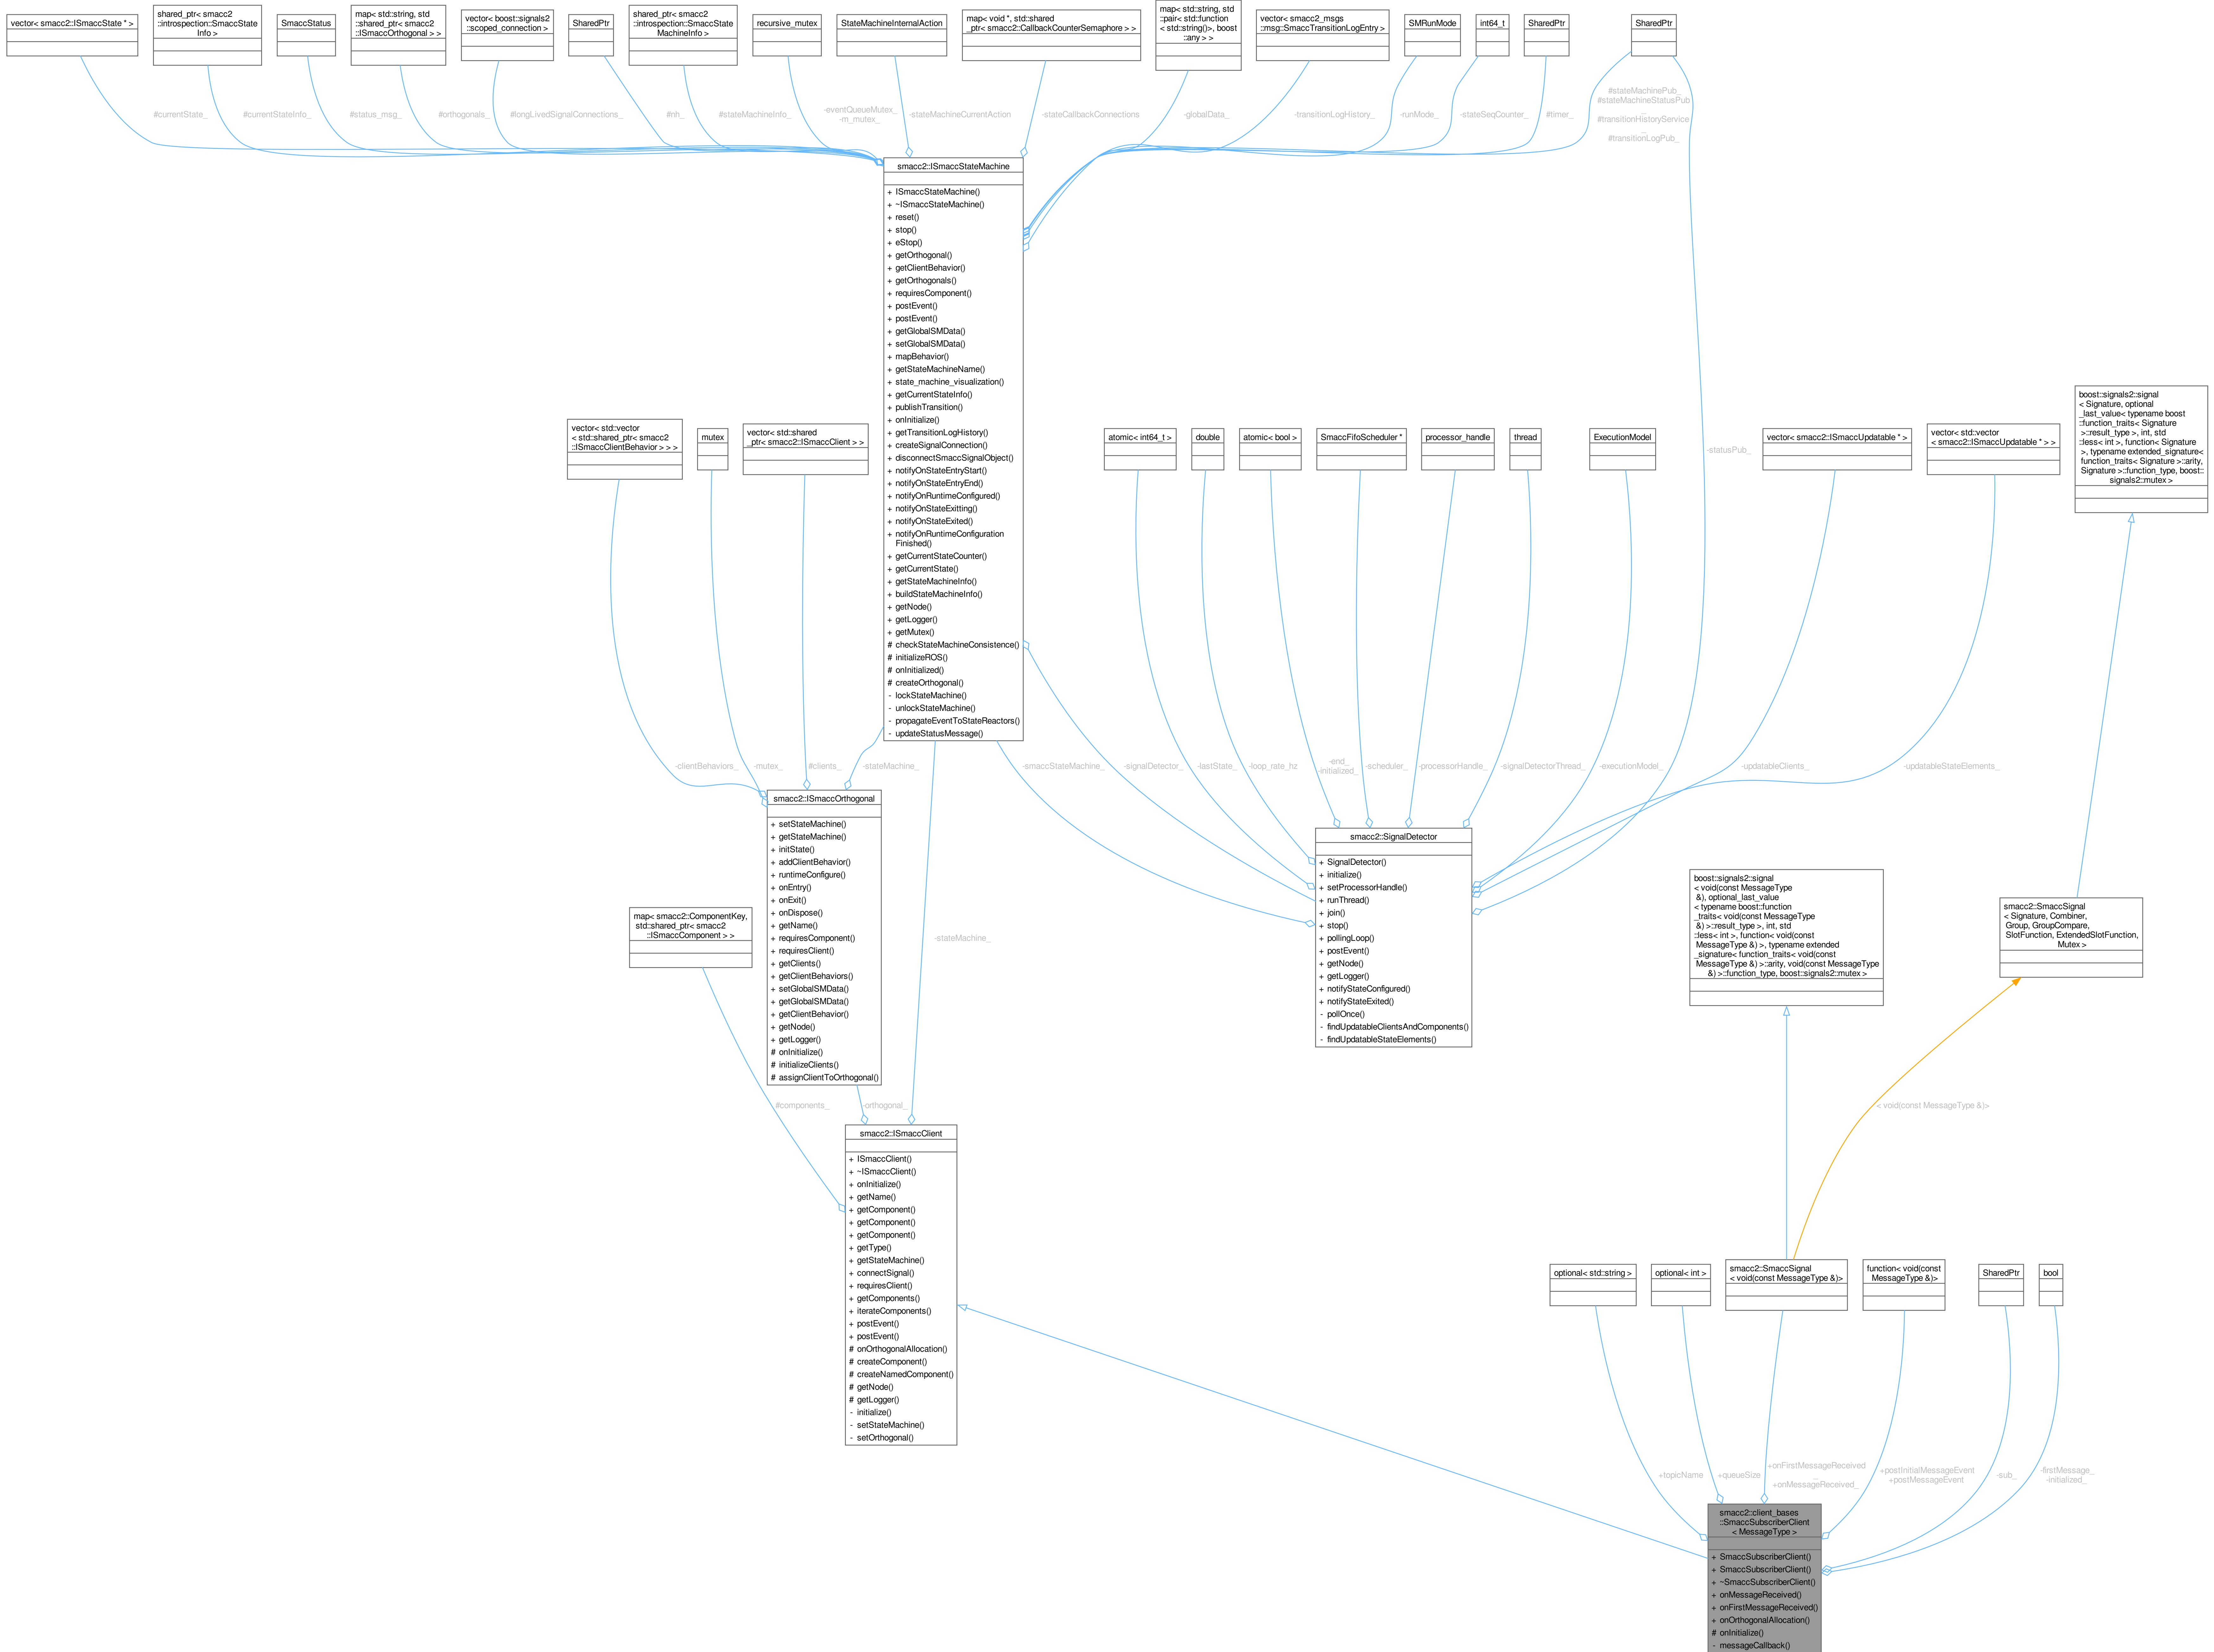 vector< smacc2::ISmaccState * >
shared_ptr< smacc2
::introspection::SmaccState
Info >
SmaccStatus
map< std::string, std
::shared_ptr< smacc2
::ISmaccOrthogonal > >
vector< boost::signals2
::scoped_connection >
SharedPtr
shared_ptr< smacc2
::introspection::SmaccState
MachineInfo >
recursive_mutex
StateMachineInternalAction
map< void *, std::shared
_ptr< smacc2::CallbackCounterSemaphore > >
map< std::string, std
::pair< std::function
< std::string()>, boost
::any > >
vector< smacc2_msgs
::msg::SmaccTransitionLogEntry >
SMRunMode
int64_t
SharedPtr
SharedPtr
#currentState_
#currentStateInfo_
#status_msg_
#orthogonals_
#longLivedSignalConnections_
#nh_
#stateMachineInfo_
-eventQueueMutex_
-m_mutex_
-stateMachineCurrentAction
-stateCallbackConnections
-globalData_
-transitionLogHistory_
-runMode_
-stateSeqCounter_
#timer_
#stateMachinePub_
#stateMachineStatusPub
_
#transitionHistoryService
_
#transitionLogPub_
smacc2::ISmaccStateMachine
+ ISmaccStateMachine()
+ ~ISmaccStateMachine()
+ reset()
+ stop()
+ eStop()
+ getOrthogonal()
+ getClientBehavior()
+ getOrthogonals()
+ requiresComponent()
+ postEvent()
+ postEvent()
+ getGlobalSMData()
+ setGlobalSMData()
+ mapBehavior()
+ getStateMachineName()
+ state_machine_visualization()
+ getCurrentStateInfo()
+ publishTransition()
+ onInitialize()
+ getTransitionLogHistory()
+ createSignalConnection()
+ disconnectSmaccSignalObject()
+ notifyOnStateEntryStart()
+ notifyOnStateEntryEnd()
+ notifyOnRuntimeConfigured()
+ notifyOnStateExitting()
+ notifyOnStateExited()
+ notifyOnRuntimeConfiguration
Finished()
+ getCurrentStateCounter()
+ getCurrentState()
+ getStateMachineInfo()
+ buildStateMachineInfo()
+ getNode()
+ getLogger()
+ getMutex()
# checkStateMachineConsistence()
# initializeROS()
# onInitialized()
# createOrthogonal()
- lockStateMachine()
- unlockStateMachine()
- propagateEventToStateReactors()
- updateStatusMessage()
vector< std::vector
< std::shared_ptr< smacc2
::ISmaccClientBehavior > > >
mutex
vector< std::shared
_ptr< smacc2::ISmaccClient > >
atomic< int64_t >
double
atomic< bool >
SmaccFifoScheduler *
processor_handle
thread
ExecutionModel
-statusPub_
vector< smacc2::ISmaccUpdatable * >
vector< std::vector
< smacc2::ISmaccUpdatable * > >
boost::signals2::signal
< Signature, optional
_last_value< typename boost
::function_traits< Signature
>::result_type >, int, std
::less< int >, function< Signature
>, typename extended_signature<
function_traits< Signature >::arity,
Signature >::function_type, boost::
signals2::mutex >
-clientBehaviors_
-mutex_
#clients_
-stateMachine_
-smaccStateMachine_
-signalDetector_
-lastState_
-loop_rate_hz
-end_
-initialized_
-scheduler_
-processorHandle_
-signalDetectorThread_
-executionModel_
-updatableClients_
-updatableStateElements_
smacc2::ISmaccOrthogonal
+ setStateMachine()
+ getStateMachine()
+ initState()
+ addClientBehavior()
+ runtimeConfigure()
+ onEntry()
+ onExit()
+ onDispose()
+ getName()
+ requiresComponent()
+ requiresClient()
+ getClients()
+ getClientBehaviors()
+ setGlobalSMData()
+ getGlobalSMData()
+ getClientBehavior()
+ getNode()
+ getLogger()
# onInitialize()
# initializeClients()
# assignClientToOrthogonal()
smacc2::SignalDetector
+ SignalDetector()
+ initialize()
+ setProcessorHandle()
+ runThread()
+ join()
+ stop()
+ pollingLoop()
+ postEvent()
+ getNode()
+ getLogger()
+ notifyStateConfigured()
+ notifyStateExited()
- pollOnce()
- findUpdatableClientsAndComponents()
- findUpdatableStateElements()
map< smacc2::ComponentKey,
std::shared_ptr< smacc2
::ISmaccComponent > >
boost::signals2::signal
< void(const MessageType
&), optional_last_value
< typename boost::function
_traits< void(const MessageType
&) >::result_type >, int, std
::less< int >, function< void(const
MessageType &) >, typename extended
_signature< function_traits< void(const
MessageType &) >::arity, void(const MessageType
&) >::function_type, boost::signals2::mutex >
smacc2::SmaccSignal
< Signature, Combiner,
Group, GroupCompare,
SlotFunction, ExtendedSlotFunction,
Mutex >
-stateMachine_
#components_
-orthogonal_
< void(const MessageType &)>
smacc2::ISmaccClient
+ ISmaccClient()
+ ~ISmaccClient()
+ onInitialize()
+ getName()
+ getComponent()
+ getComponent()
+ getComponent()
+ getType()
+ getStateMachine()
+ connectSignal()
+ requiresClient()
+ getComponents()
+ iterateComponents()
+ postEvent()
+ postEvent()
# onOrthogonalAllocation()
# createComponent()
# createNamedComponent()
# getNode()
# getLogger()
- initialize()
- setStateMachine()
- setOrthogonal()
optional< std::string >
optional< int >
smacc2::SmaccSignal
< void(const MessageType &)>
function< void(const
MessageType &)>
SharedPtr
bool
+topicName
+queueSize
+onFirstMessageReceived
_
+onMessageReceived_
+postInitialMessageEvent
+postMessageEvent
-sub_
-firstMessage_
-initialized_
smacc2::client_bases
::SmaccSubscriberClient
< MessageType >
+ SmaccSubscriberClient()
+ SmaccSubscriberClient()
+ ~SmaccSubscriberClient()
+ onMessageReceived()
+ onFirstMessageReceived()
+ onOrthogonalAllocation()
# onInitialize()
- messageCallback()